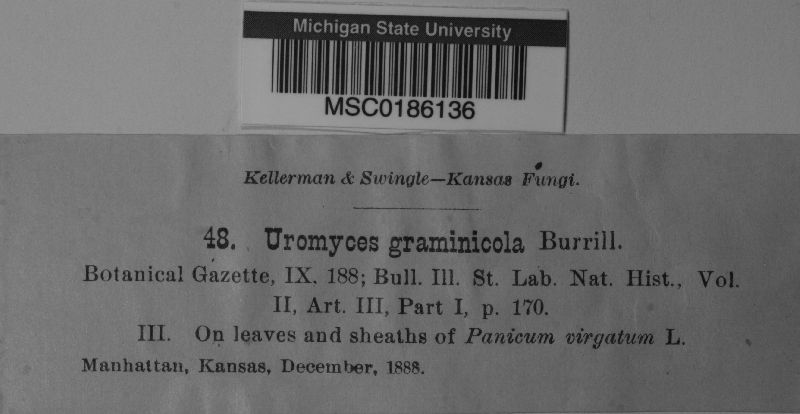 Michigan State University
MSC0186136
Kellerman & Swingle—Kansas Fungi.
48. Uromyces graminicola Burrill.
Botanical Gazette, IX. 188; Bull. Ill. St. Lab. Nat. Hist., Vol.
II, Art. III, Part I, p. 170.
III. On leaves and sheaths of Panicum virgatum L.
Manhattan, Kansas, December, 1888.